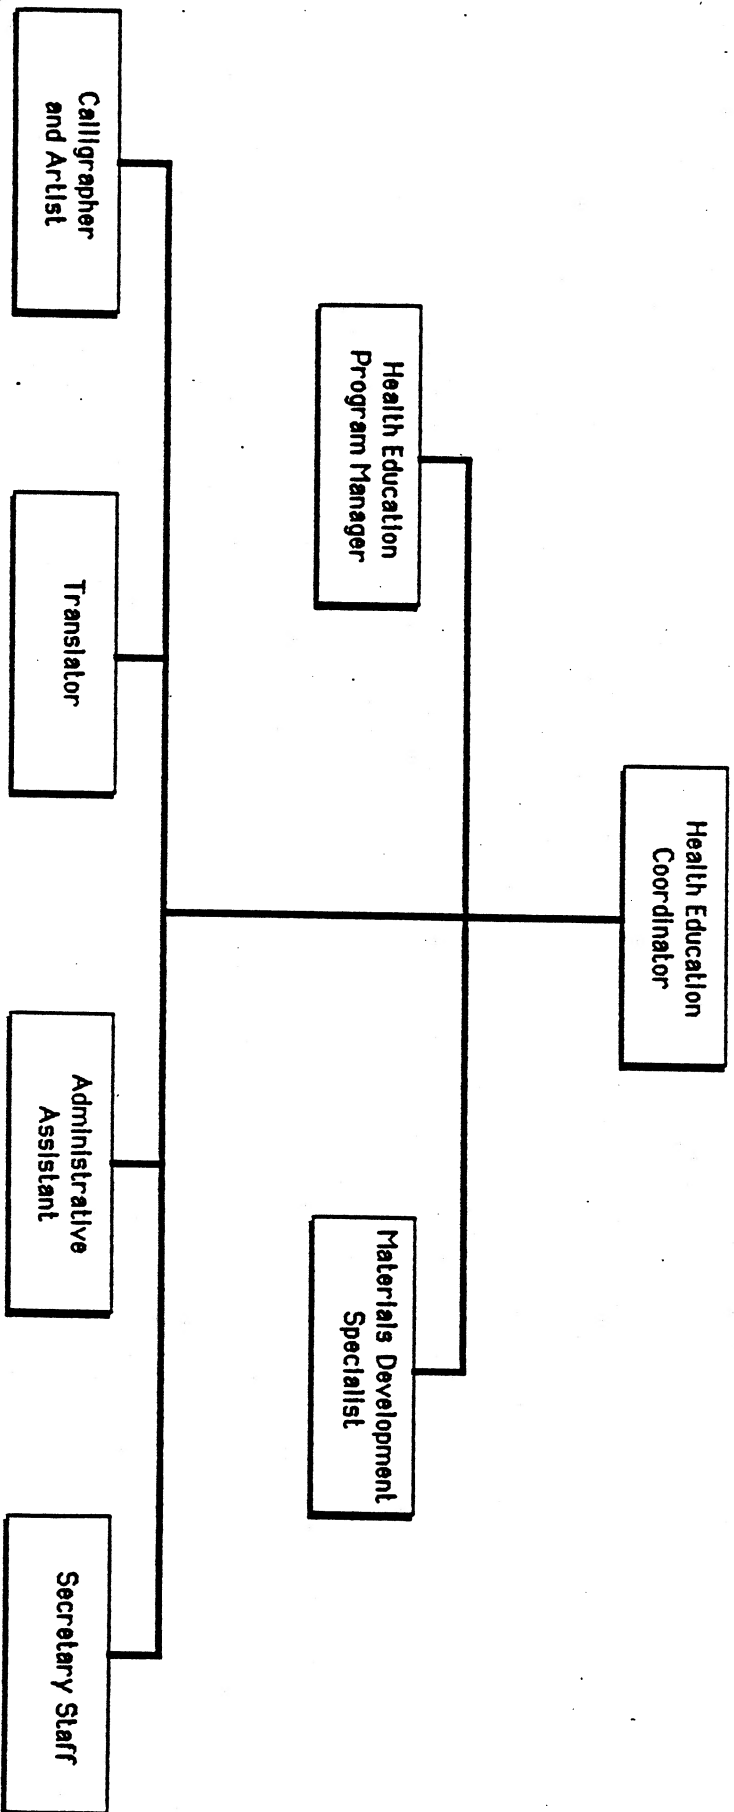 Health Education
Coordinator
Health Education
Program Manager
Materials Development
Specialist
Calligrapher
and Artist
Translator
Administrative
Assistant
Secretary Staff